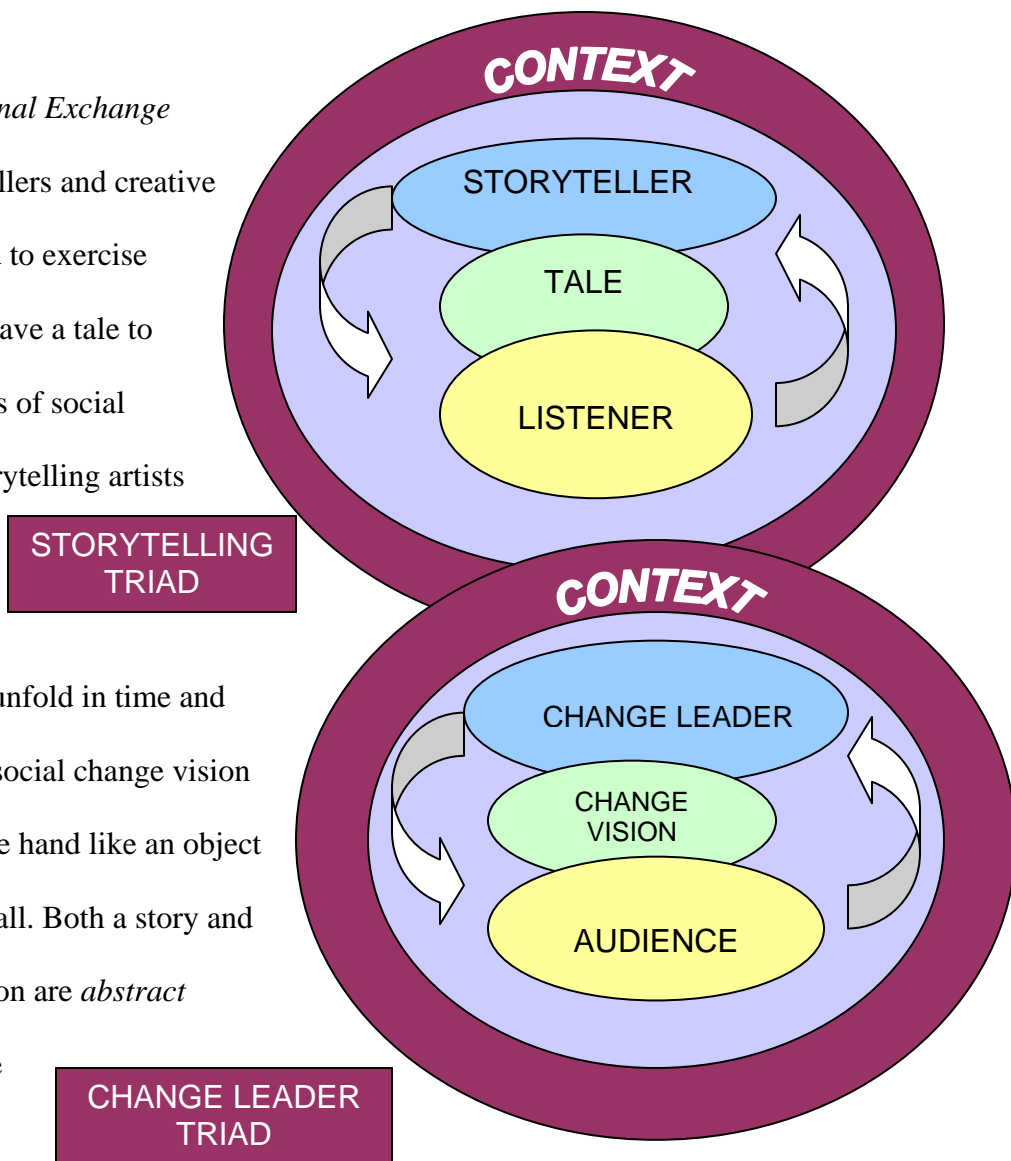 CONTEXT
nal Exchange
STORYTELLER
llers and creative
to exercise
TALE
ave a tale to
s of social
LISTENER
rytelling artists
STORYTELLING
TRIAD
CONTEXT
unfold in time and
CHANGE LEADER
social change vision
CHANGE
VISION
e hand like an object
all. Both a story and
AUDIENCE
on are abstract
CHANGE LEADER
TRIAD